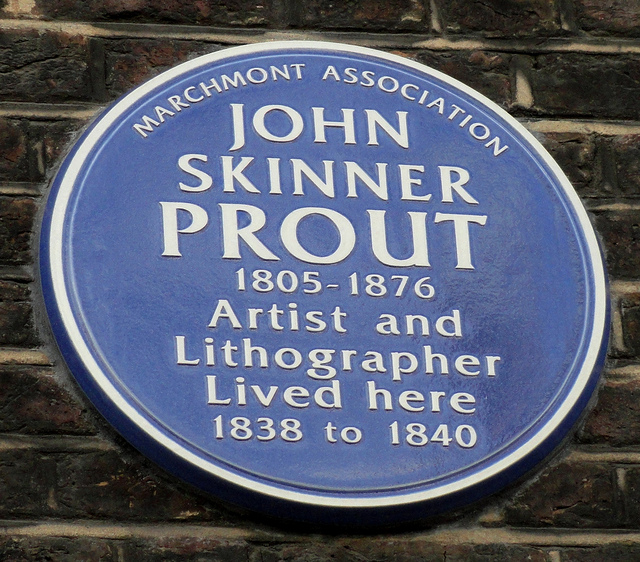 MARCHMONT ASSOCIATION
JOHN
SKINNER
PROUT
1805-1876
Artist and
Lithographer
Lived here
1838 to 1840